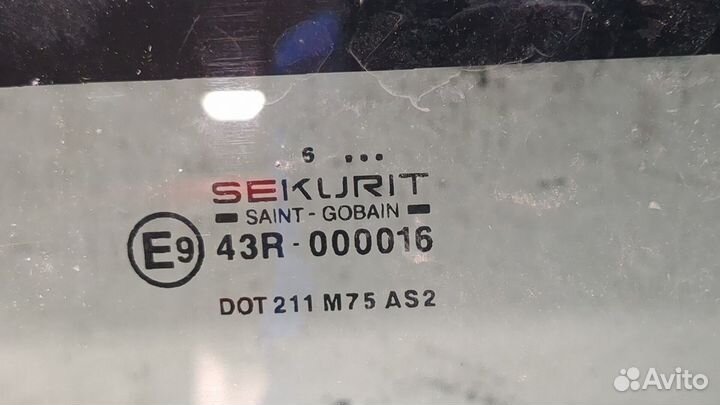 6 ...
SEKURIT
SAINT-GOBAIN
E9 43R-000016
DOT 211 M75 AS2
Avito